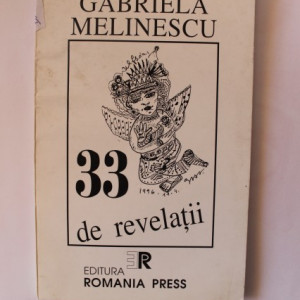 GABRIELA
MELINESCU
33
de revelații
EDITURA
ROMANIA PRESS